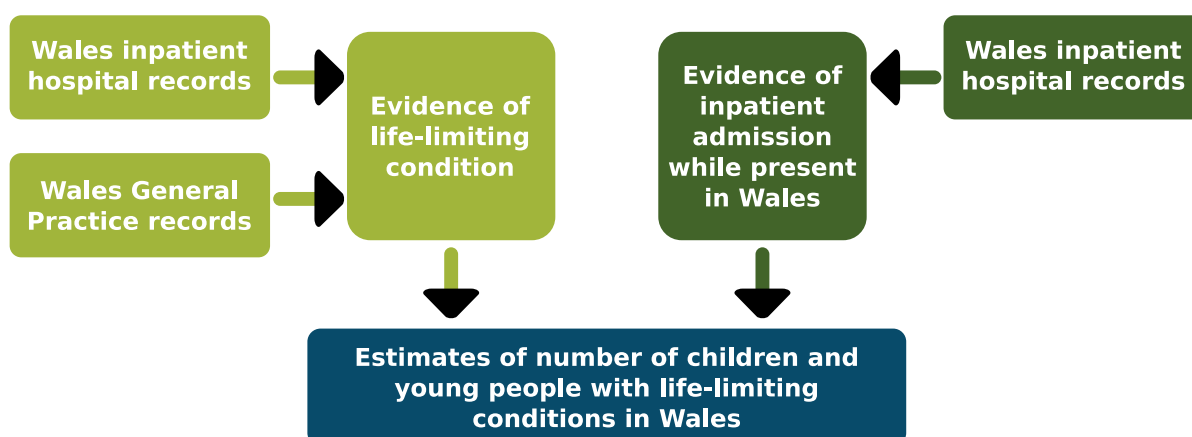 Wales inpatient
hospital records
Wales General
Practice records
Evidence of
life-limiting
condition
Evidence of
inpatient
admission
while present
in Wales
Wales inpatient
hospital records
Estimates of number of children and
young people with life-limiting
conditions in Wales